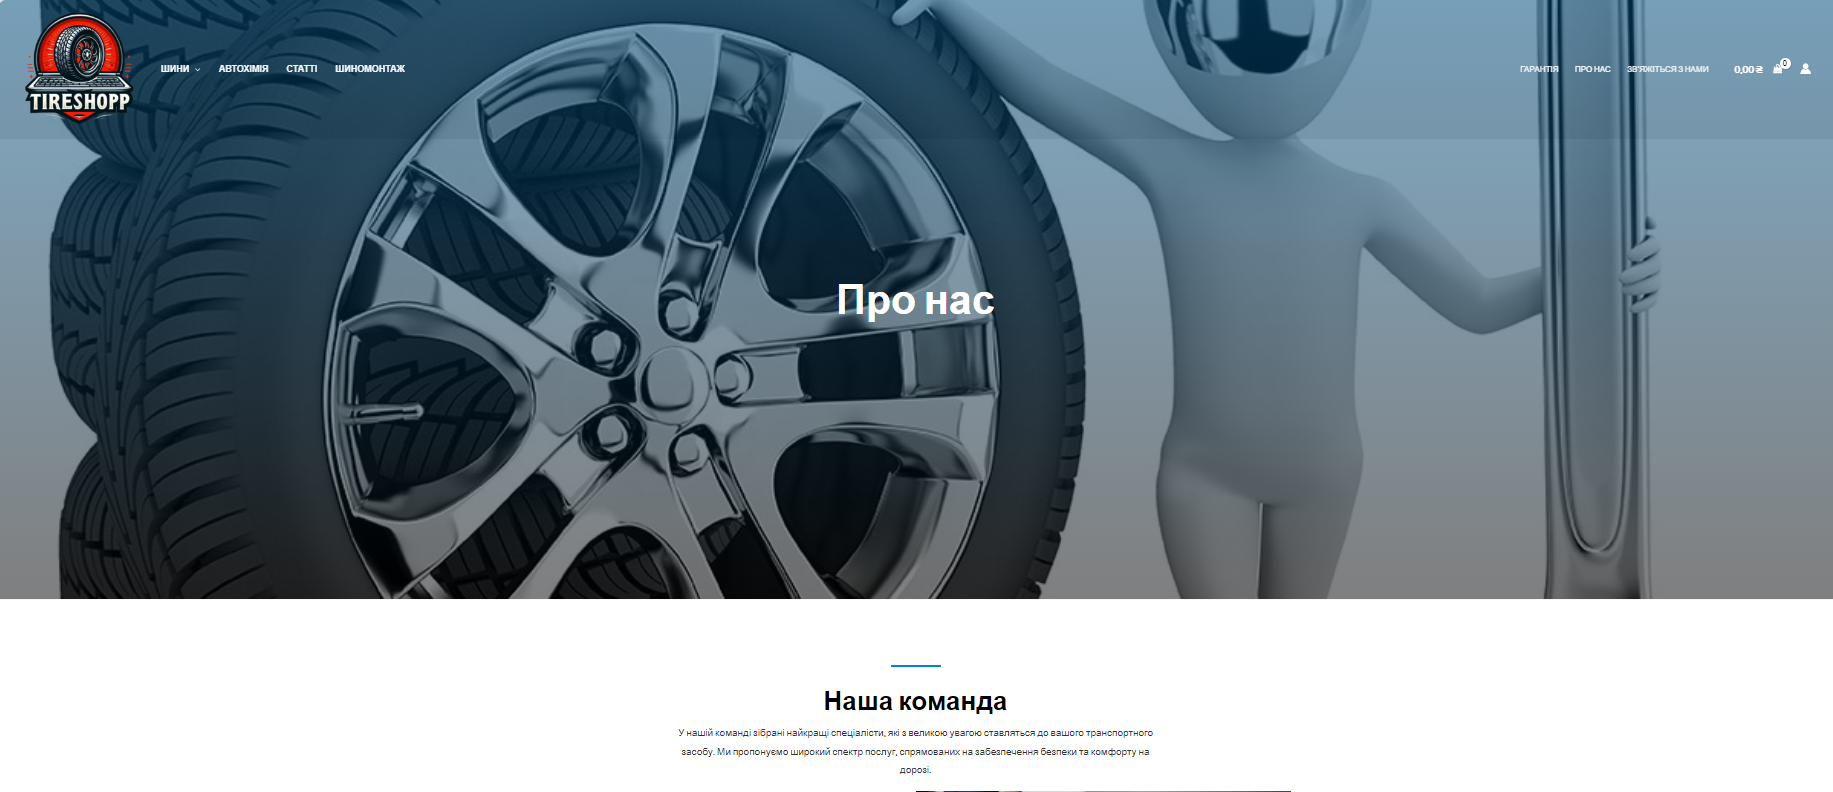 TIRESHOPP
ШИНИ
АВТОХІМІЯ
СТАТТІ
ШИНОМОНТАЖ
ГАРАНТІЯ
ПРО НАС
ЗВ'ЯЖІТЬСЯ З НАМИ
0,00 ₴
0
Про нас
Наша команда
У нашій команді зібрані найкращі спеціалісти, які з великою увагою ставляться до вашого транспортного
засобу. Ми пропонуємо широкий спектр послуг, спрямованих на забезпечення безпеки та комфорту на
дорозі.